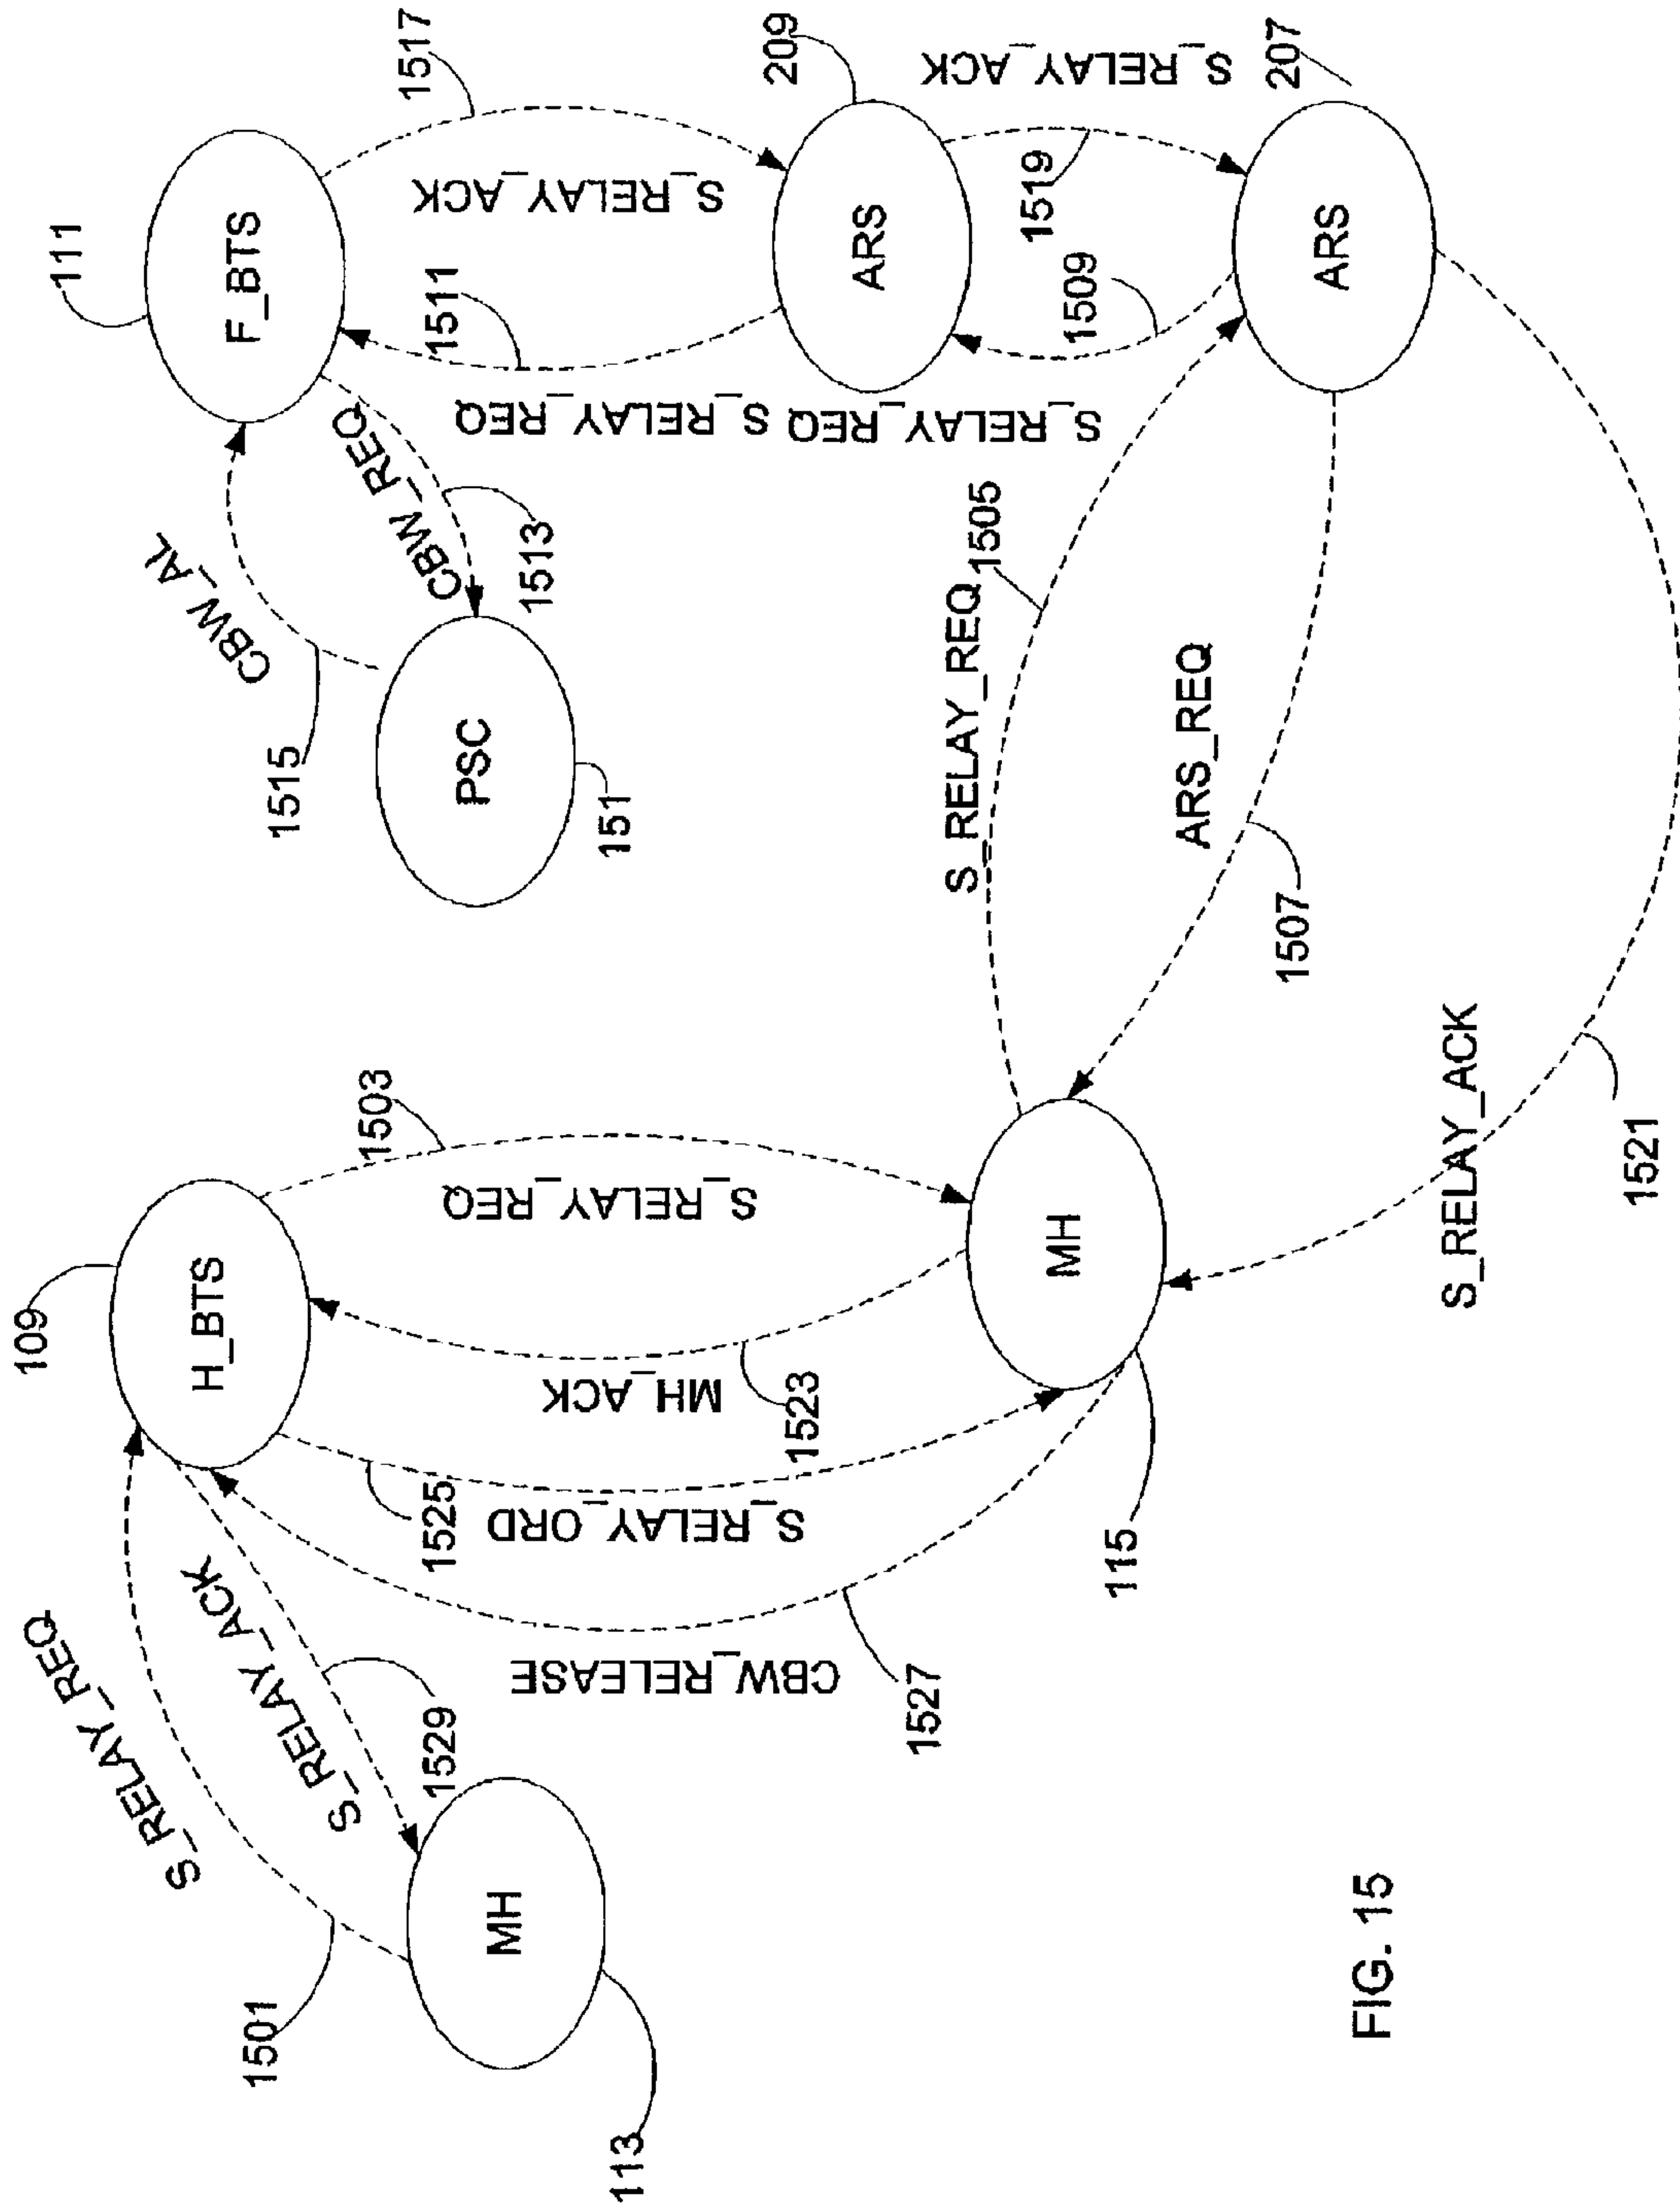 111
F_BTS
1517
CBW_AL
CBW_REQ
1515
1513
PSC
151
1511
S_RELAY_ACK
S_RELAY_REQ
209
ARS
S_RELAY_ACK
1519
1509
S_RELAY_REQ
207
ARS
S_RELAY_REQ
1505
ARS_REQ
1507
S_RELAY_ACK
1521
109
H_BTS
1503
S_RELAY_REQ
MH_ACK
1523
1525
S_RELAY_ORD
CBW_RELEASE
1527
MH
115
S_RELAY_REQ
S_RELAY_ACK
1529
1501
MH
113
FIG. 15